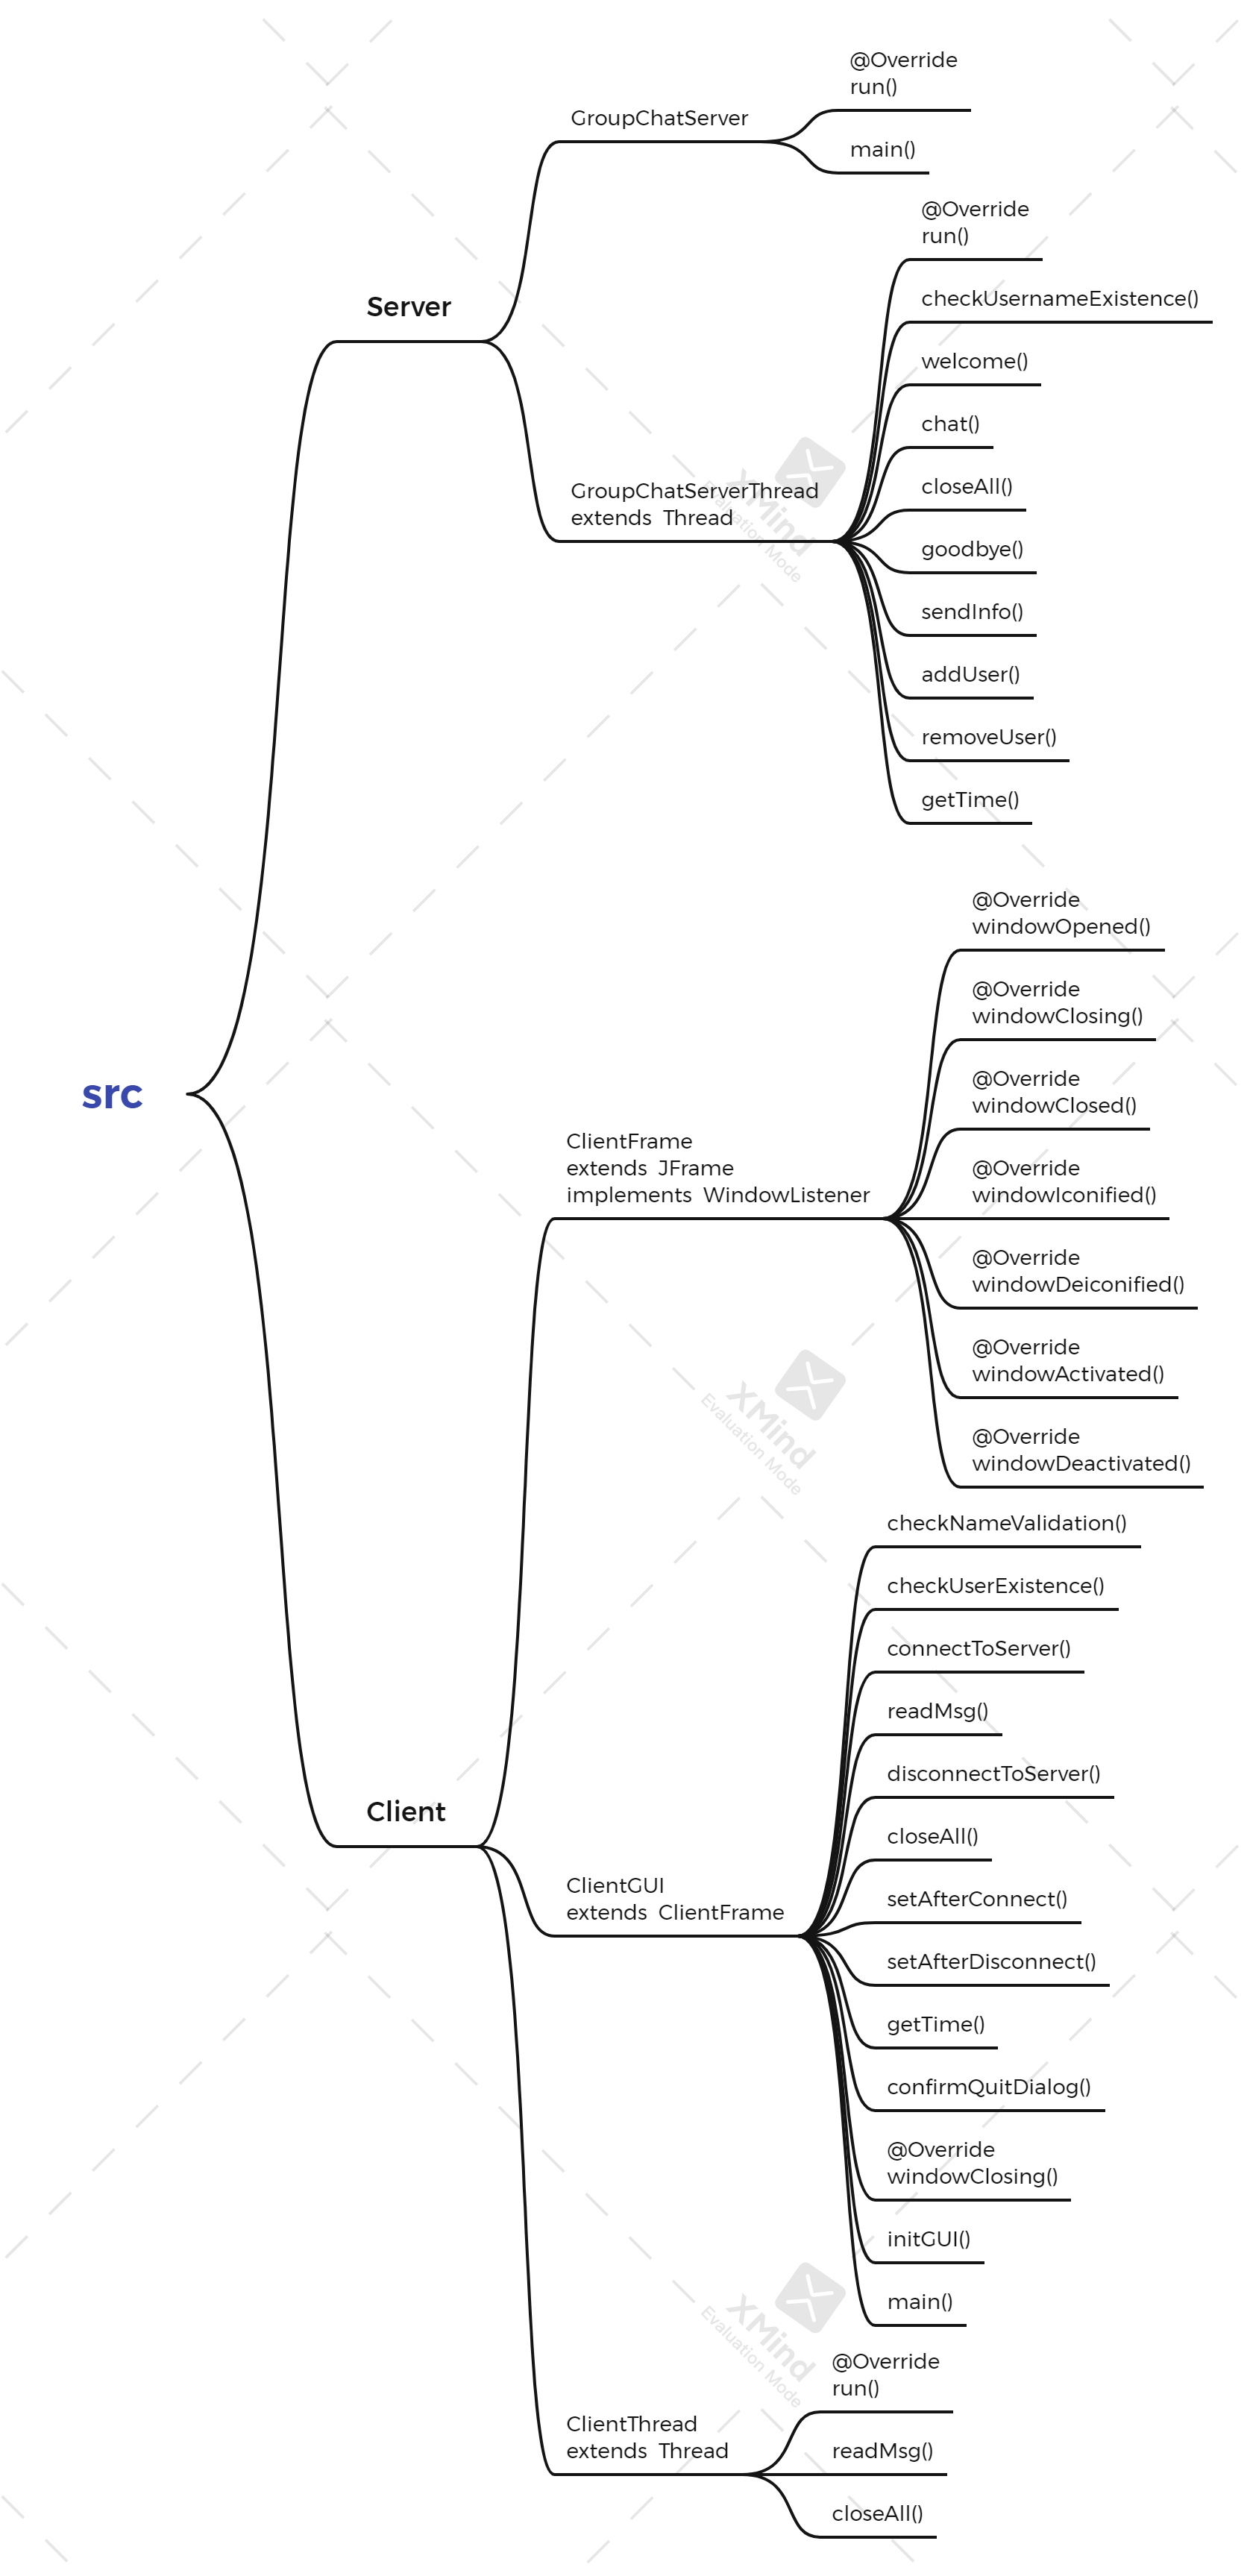 src
Server
GroupChatServer
@Override
run()
main()
GroupChatServerThread
extends Thread
@Override
run()
checkUsernameExistence()
welcome()
chat()
closeAll()
goodbye()
sendInfo()
addUser()
removeUser()
getTime()
Client
ClientFrame
extends JFrame
implements WindowListener
@Override
windowOpened()
@Override
windowClosing()
@Override
windowClosed()
@Override
windowIconified()
@Override
windowDeiconified()
@Override
windowActivated()
@Override
windowDeactivated()
ClientGUI
extends ClientFrame
checkNameValidation()
checkUserExistence()
connectToServer()
readMsg()
disconnectToServer()
closeAll()
setAfterConnect()
setAfterDisconnect()
getTime()
confirmQuitDialog()
@Override
windowClosing()
initGUI()
main()
ClientThread
extends Thread
@Override
run()
readMsg()
closeAll()
XMind
Evaluation Mode
XMind
Evaluation Mode
XMind
Evaluation Mode